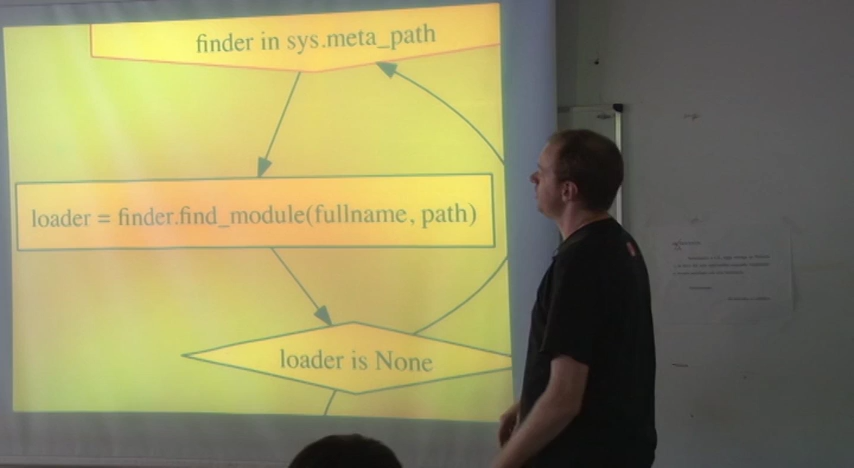 finder in sys.meta_path
loader = finder.find_module(fullname, path)
loader is None